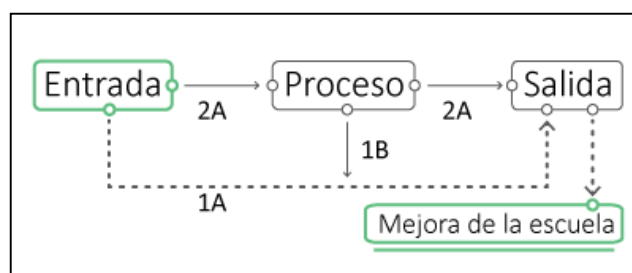 Entrada
Proceso
Salida
2A
2A
1B
1A
Mejora de la escuela